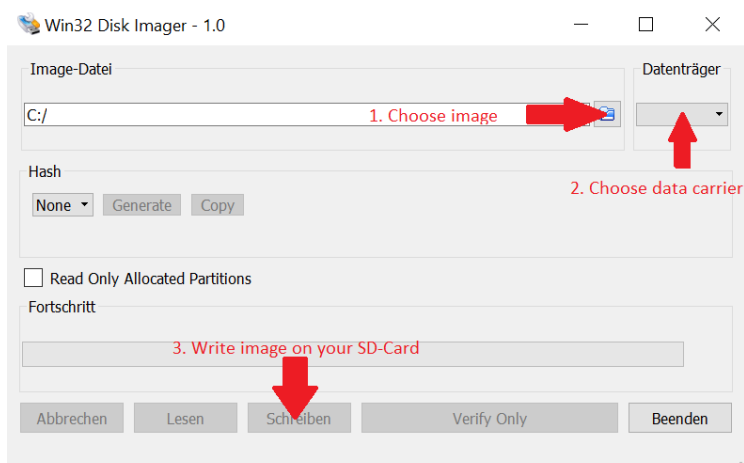 Win32 Disk Imager - 1.0
Image-Datei
Datenträger
C:/
1. Choose image
2. Choose data carrier
Hash
None
Generate
Copy
Read Only Allocated Partitions
Fortschritt
3. Write image on your SD-Card
Abbrechen
Lesen
Schreiben
Verify Only
Beenden